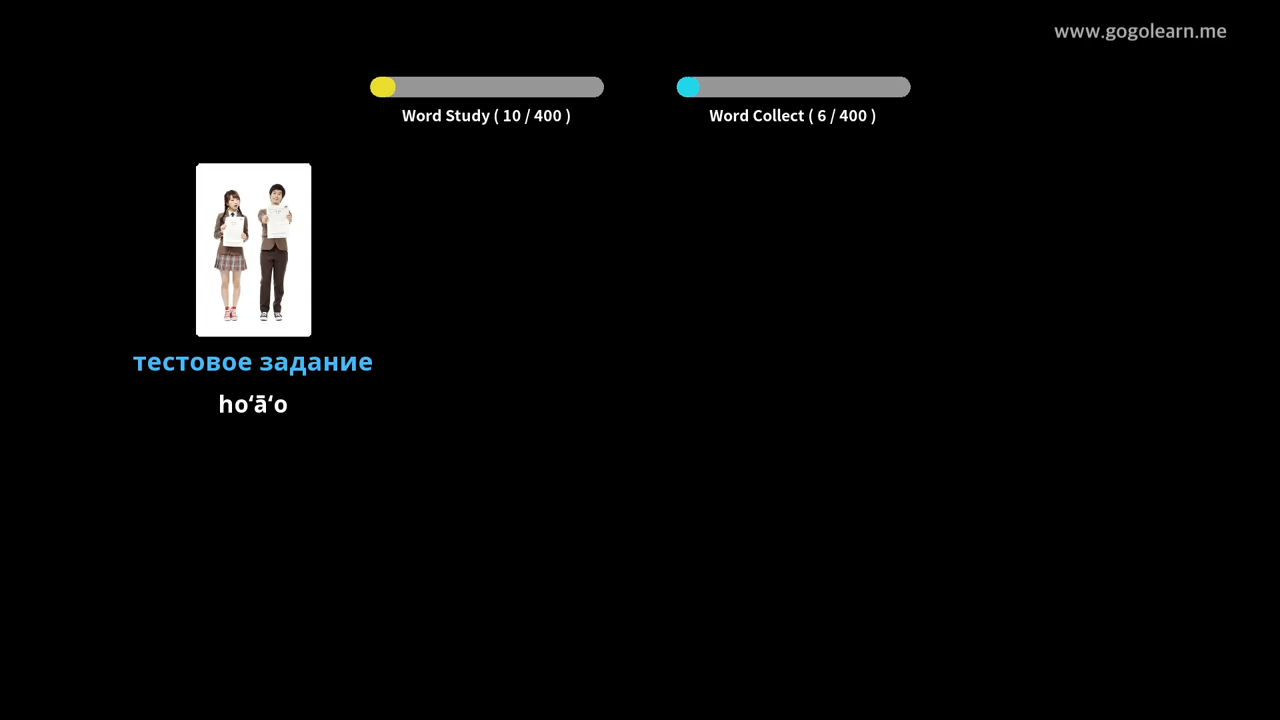 www.gogolearn.me
Word Study ( 10 / 400 )
Word Collect ( 6 / 400 )
тестовое задание
hoʻāʻo